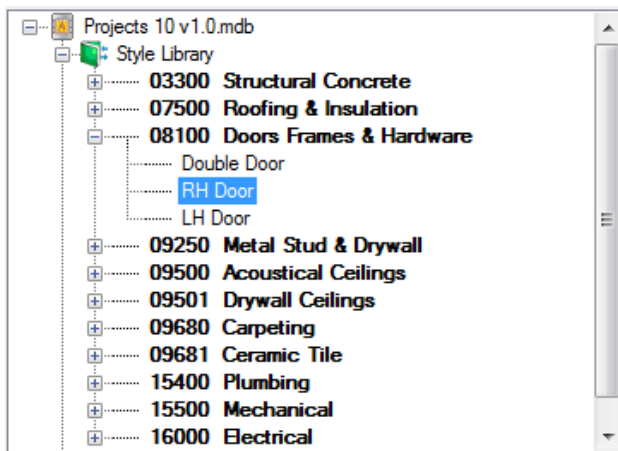 Projects 10 v1.0.mdb
Style Library
03300 Structural Concrete
07500 Roofing & Insulation
08100 Doors Frames & Hardware
Double Door
RH Door
LH Door
09250 Metal Stud & Drywall
09500 Acoustical Ceilings
09501 Drywall Ceilings
09680 Carpeting
09681 Ceramic Tile
15400 Plumbing
15500 Mechanical
16000 Electrical